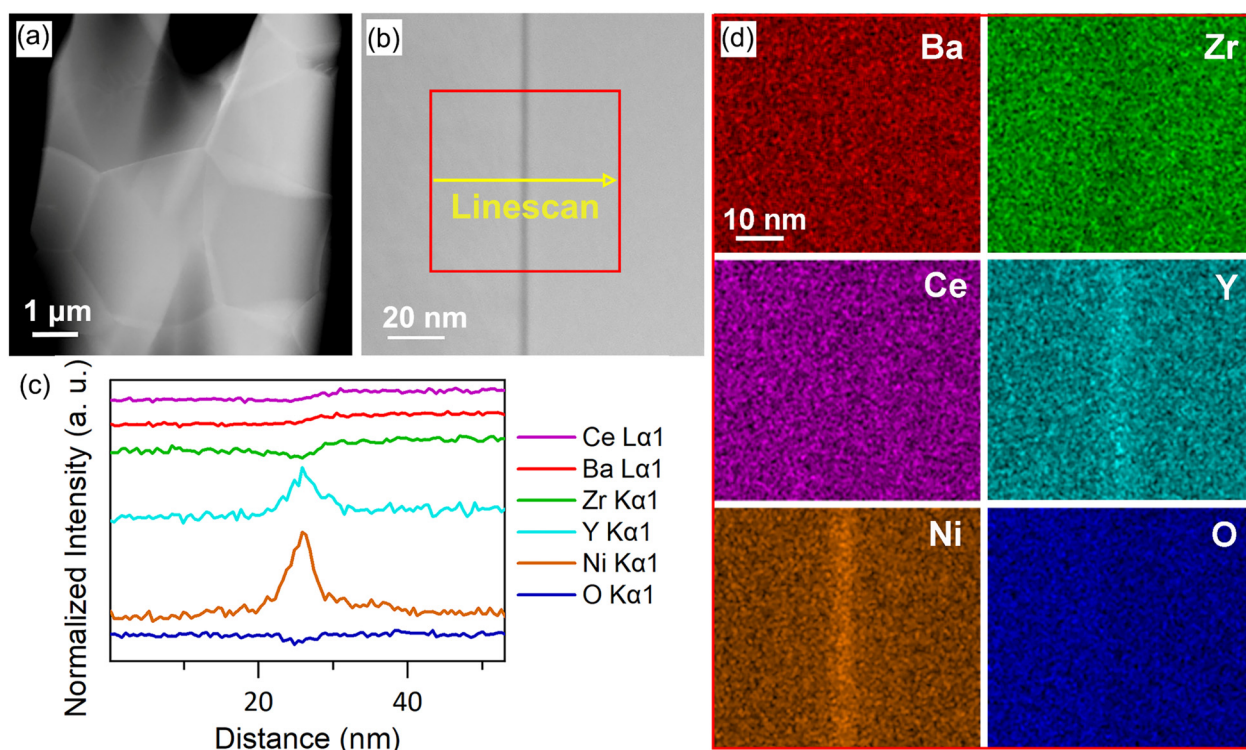 (a)
1 μm
(b)
Linescan
20 nm
(c)
Normalized Intensity (a. u.)
20
40
Distance (nm)
Ce Lα1
Ba Lα1
Zr Kα1
Y Kα1
Ni Kα1
O Kα1
(d)
Ba
10 nm
Zr
Ce
Y
Ni
O